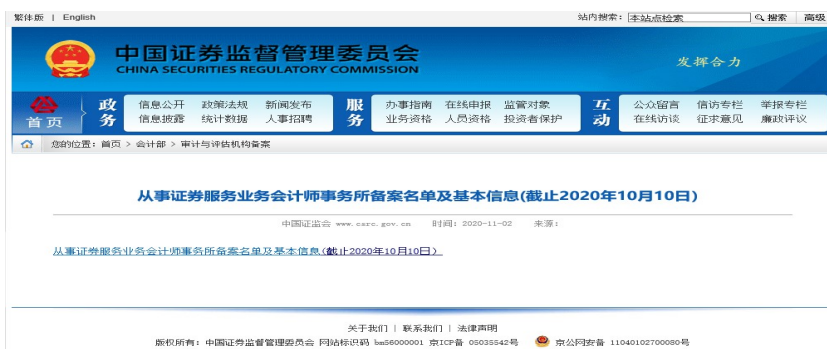 繁体版 | English 站内搜索: 本站点检索 搜索 高级
中国证券监督管理委员会
CHINA SECURITIES REGULATORY COMMISSION
发挥合力
首页 政务 信息公开 政策法规 新闻发布 服务 办事指南 在线申报 监管对象 互动 公众留言 信访专栏 举报专栏
信息披露 统计数据 人事招聘 业务资格 人员资格 投资者保护 在线访谈 征求意见 廉政评议
您的位置: 首页 > 会计部 > 审计与评估机构备案
从事证券服务业务会计师事务所备案名单及基本信息(截止2020年10月10日)
中国证监会 www.csrc.gov.cn 时间: 2020-11-02 来源:
从事证券服务业务会计师事务所备案名单及基本信息(截止2020年10月10日)
关于我们 | 联系我们 | 法律声明
版权所有: 中国证券监督管理委员会 网站标识码 bm56000001 京ICP备 05035542号 京公网安备 11040102700080号